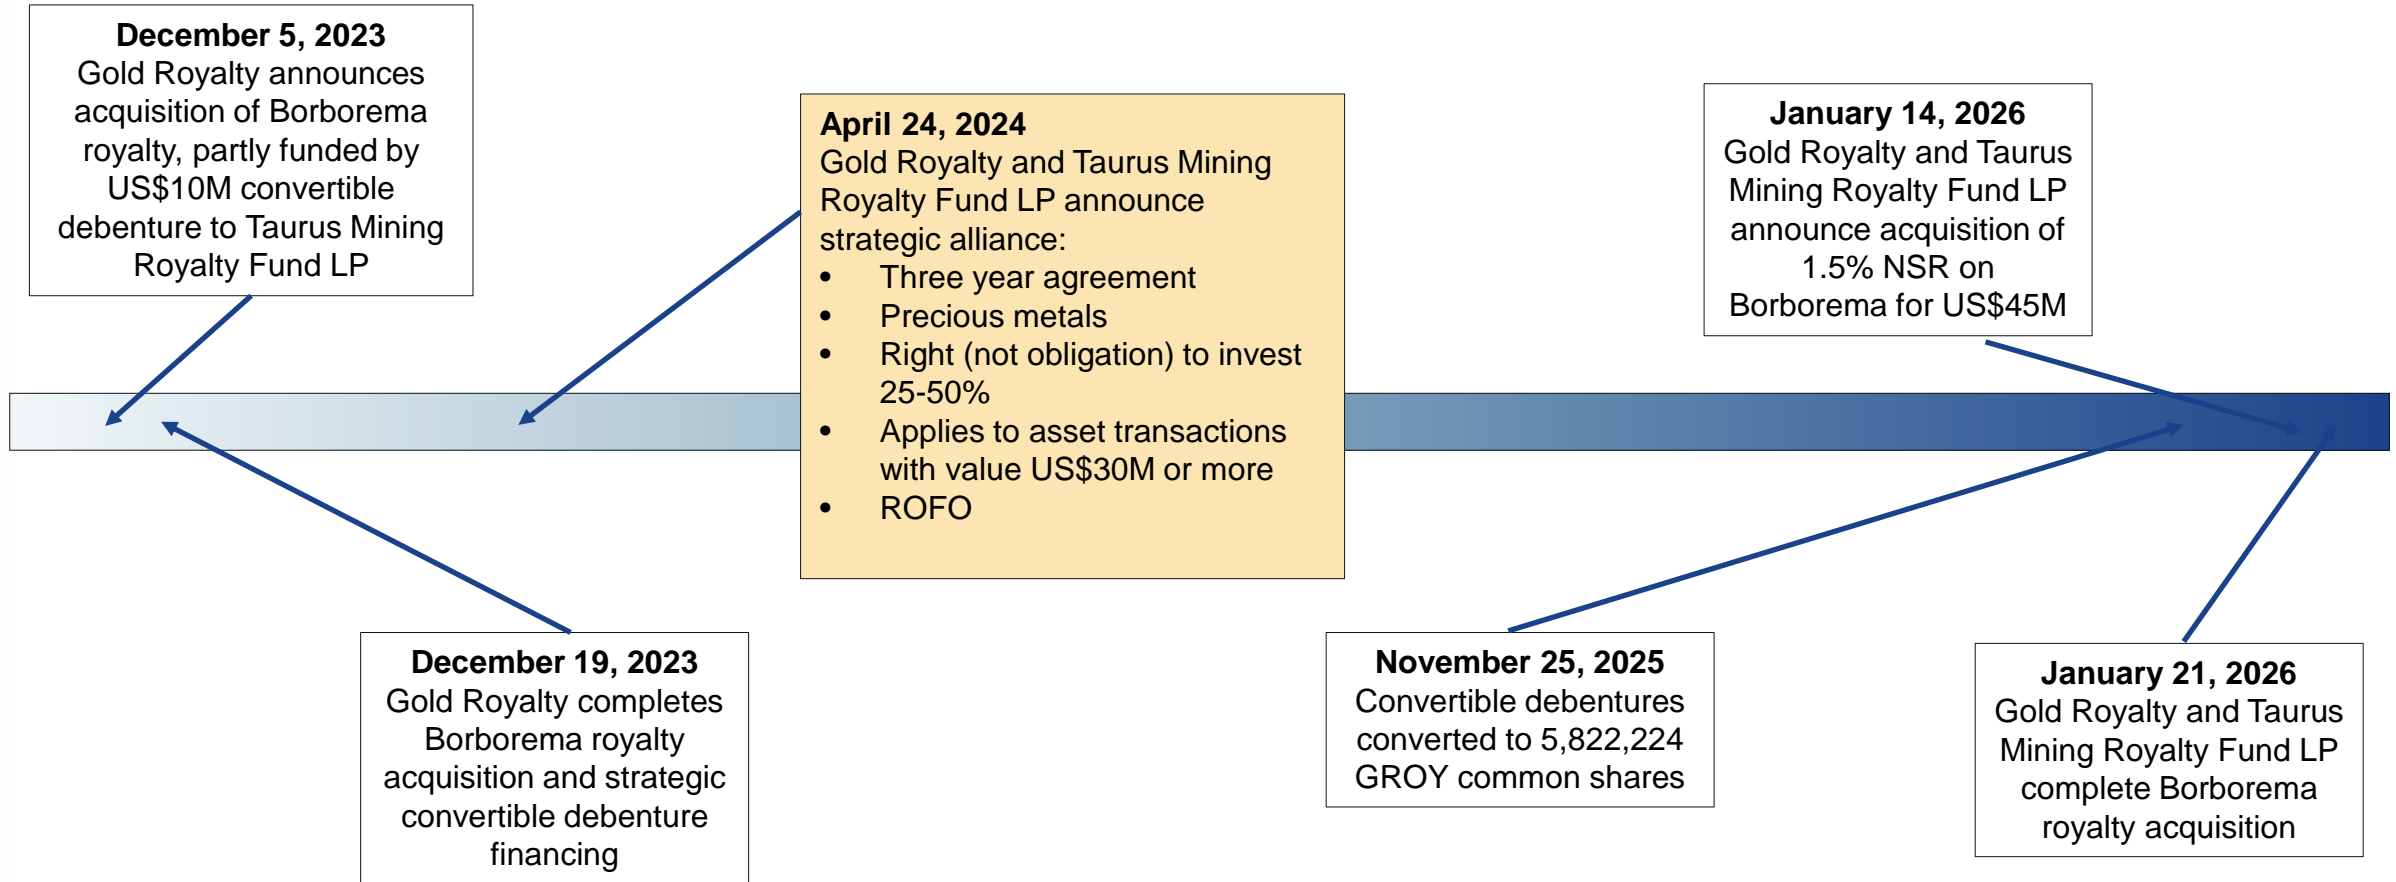 December 5, 2023
Gold Royalty announces
acquisition of Borborema
royalty, partly funded by
US$10M convertible
debenture to Taurus Mining
Royalty Fund LP
April 24, 2024
Gold Royalty and Taurus Mining
Royalty Fund LP announce
strategic alliance:
• Three year agreement
• Precious metals
• Right (not obligation) to invest
25-50%
• Applies to asset transactions
with value US$30M or more
• ROFO
January 14, 2026
Gold Royalty and Taurus
Mining Royalty Fund LP
announce acquisition of
1.5% NSR on
Borborema for US$45M
December 19, 2023
Gold Royalty completes
Borborema royalty
acquisition and strategic
convertible debenture
financing
November 25, 2025
Convertible debentures
converted to 5,822,224
GROY common shares
January 21, 2026
Gold Royalty and Taurus
Mining Royalty Fund LP
complete Borborema
royalty acquisition